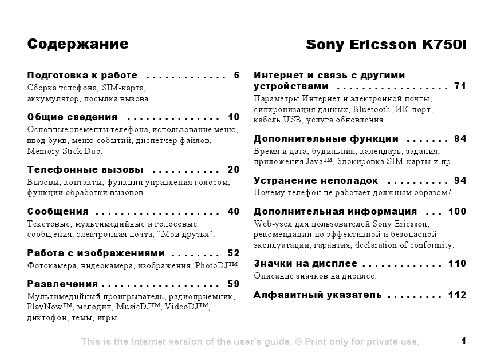 Содержание
Sony Ericsson K750i
Подготовка к работе . . . . . . . . . . . . . 6
Сборка телефона, SIM-карта,
аккумулятор, посылка вызова.
Общие сведения . . . . . . . . . . . . . . . 10
Основные элементы телефона, использование меню,
ввод букв, меню событий, диспетчер файлов,
Memory Stick Duo.
Телефонные вызовы . . . . . . . . . . . 20
Вызовы, контакты, функции управления голосом,
функции обработки вызовов.
Сообщения . . . . . . . . . . . . . . . . . . 40
Текстовые, мультимедийные и голосовые
сообщения, электронная почта, "Мои друзья".
Работа с изображениями . . . . . . . 52
Фотокамера, видеокамера, изображения. PhotoDJ™.
Развлечения . . . . . . . . . . . . . . . . . 59
Мультимедийный проигрыватель, радиоприемник,
PlayNow™, мелодии, MusicDJ™, VideoDJ™,
диктофон, темы, игры.
Интернет и связь с другими
устройствами . . . . . . . . . . . . . . . . 71
Параметры Интернет и электронной почты,
синхронизация данных, Bluetooth, ИК-порт,
кабель USB, услуга обновления.
Дополнительные функции . . . . . . . 84
Время и дата, будильник, календарь, задания,
приложения Java™, блокировка SIM-карты и пр.
Устранение неполадок . . . . . . . . . . 94
Почему телефон не работает должным образом?
Дополнительная информация . . . 100
Web-узел для пользователей Sony Ericsson,
рекомендации по эффективной и безопасной
эксплуатации, гарантия, declaration of conformity.
Значки на дисплее . . . . . . . . . . . . 110
Описание значков на дисплее.
Алфавитный указатель . . . . . . . . . 112
This is the Internet version of the user's guide. © Print only for private use.
1